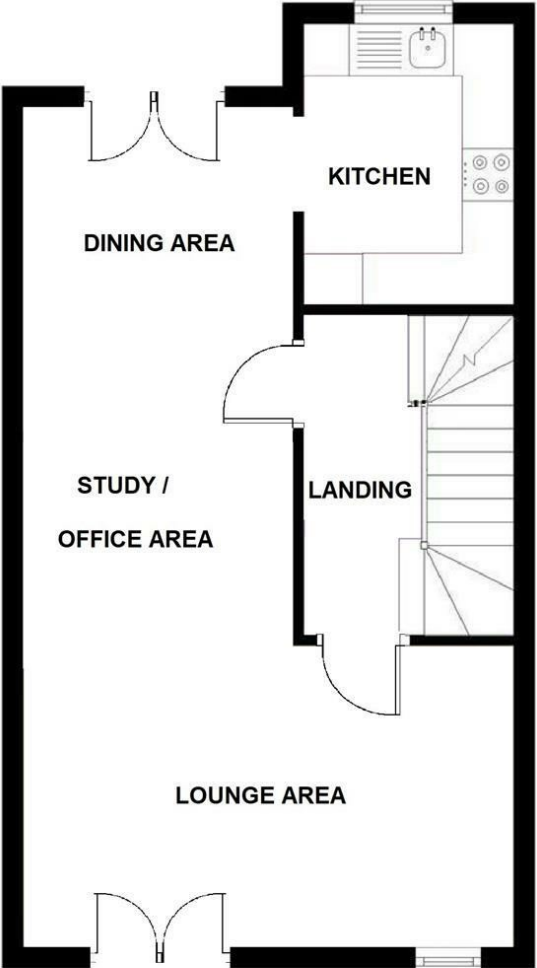 KITCHEN
DINING AREA
STUDY /
OFFICE AREA
LANDING
LOUNGE AREA